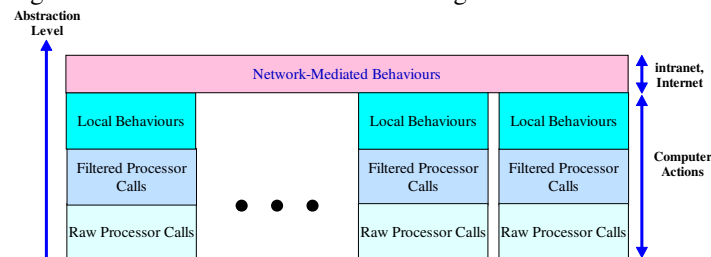 Abstraction
Level
Network-Mediated Behaviours
intranet,
Internet
Local Behaviours
Local Behaviours
Local Behaviours
Filtered Processor
Calls
Filtered Processor
Calls
Filtered Processor
Calls
Computer
Actions
Raw Processor Calls
Raw Processor Calls
Raw Processor Calls